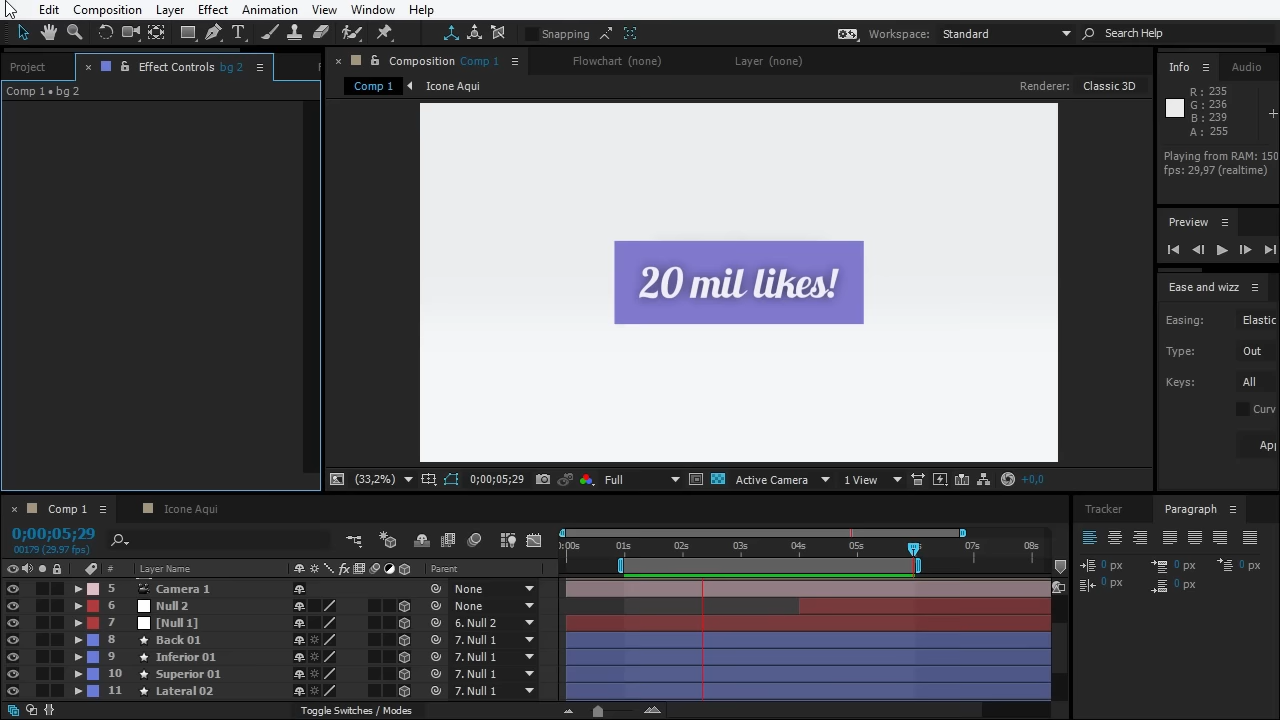 Edit Composition Layer Effect Animation View Window Help
Snapping Workspace: Standard Search Help
Project × Effect Controls bg 2
Comp 1 • bg 2
× Composition Comp 1 Flowchart (none) Layer (none)
Comp 1 Icone Aqui Renderer: Classic 3D
20 mil likes!
(33,2%) 0;00;05;29 Full Active Camera 1 View +0,0
Info Audio
R : 235
G : 236
B : 239
A : 255
Playing from RAM: 150
fps: 29,97 (realtime)
Preview
Ease and wizz
Easing: Elastic
Type: Out
Keys: All
Curv
App
× Comp 1 Icone Aqui
0;00;05;29
00179 (29.97 fps)
:00s 01s 02s 03s 04s 05s 07s 08s
# Layer Name Parent
5 Camera 1 None
6 Null 2 None
7 [Null 1] 6. Null 2
8 Back 01 7. Null 1
9 Inferior 01 7. Null 1
10 Superior 01 7. Null 1
11 Lateral 02 7. Null 1
Toggle Switches / Modes
Tracker Paragraph
0 px 0 px 0 px
0 px 0 px